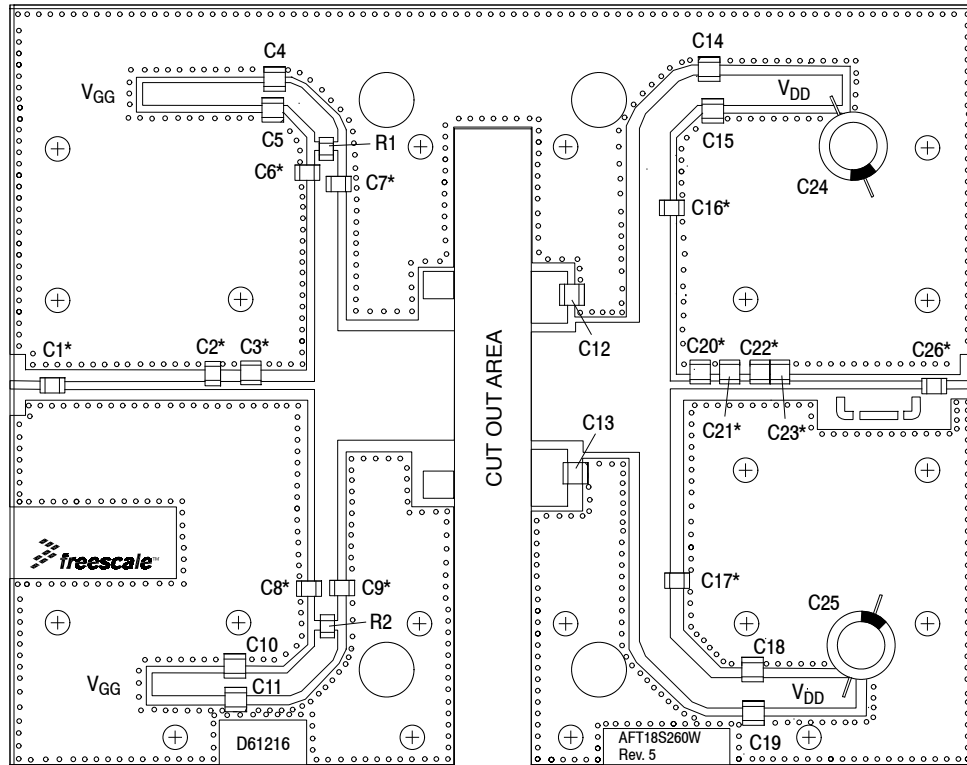 C4
C14
VGG
VDD
C5
C15
R1
C6*
C7*
C24
C16*
C12
C1*
C2*
C3*
C20*
C22*
C26*
CUT OUT AREA
C13
C21*
C23*
freescale™
C8*
C9*
C17*
R2
C25
C10
C18
VGG
C11
VDD
D61216
AFT18S260W
Rev. 5
C19